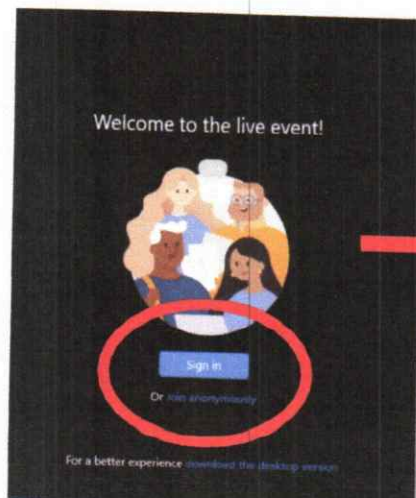 Welcome to the live event!
Sign in
Or Join anonymously
For a better experience download the desktop version